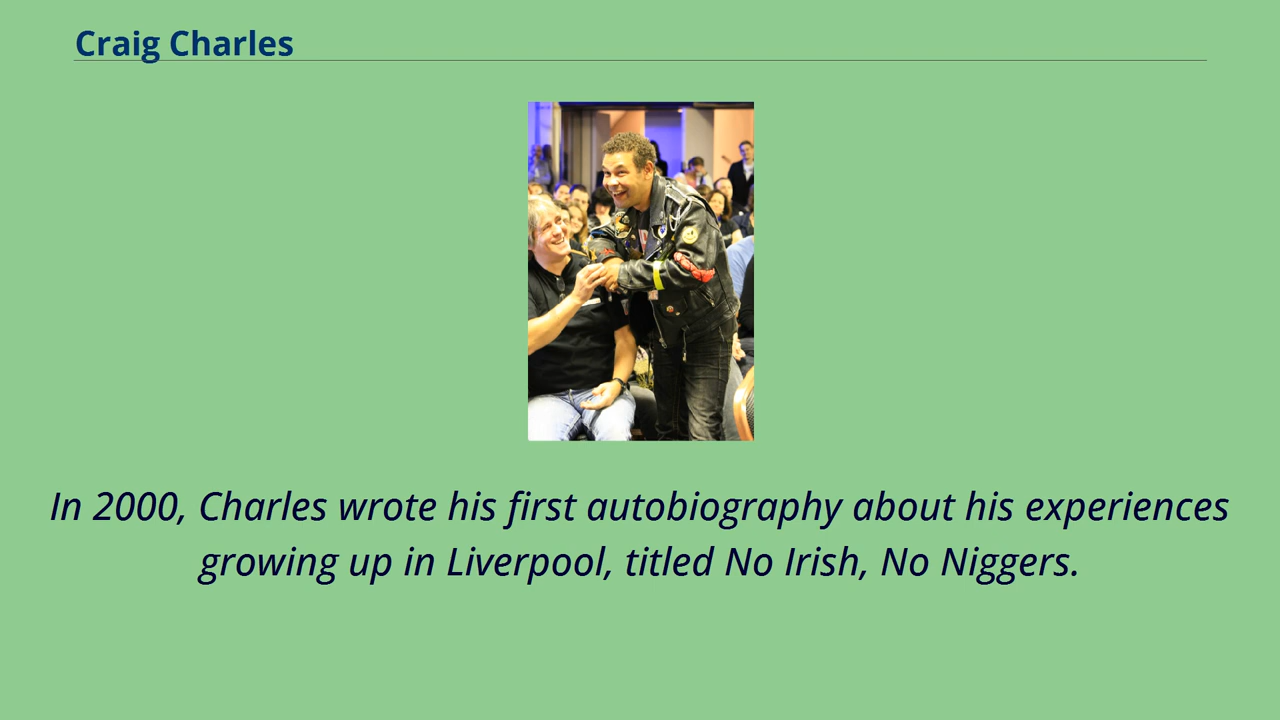 Craig Charles
In 2000, Charles wrote his first autobiography about his experiences
growing up in Liverpool, titled No Irish, No Niggers.